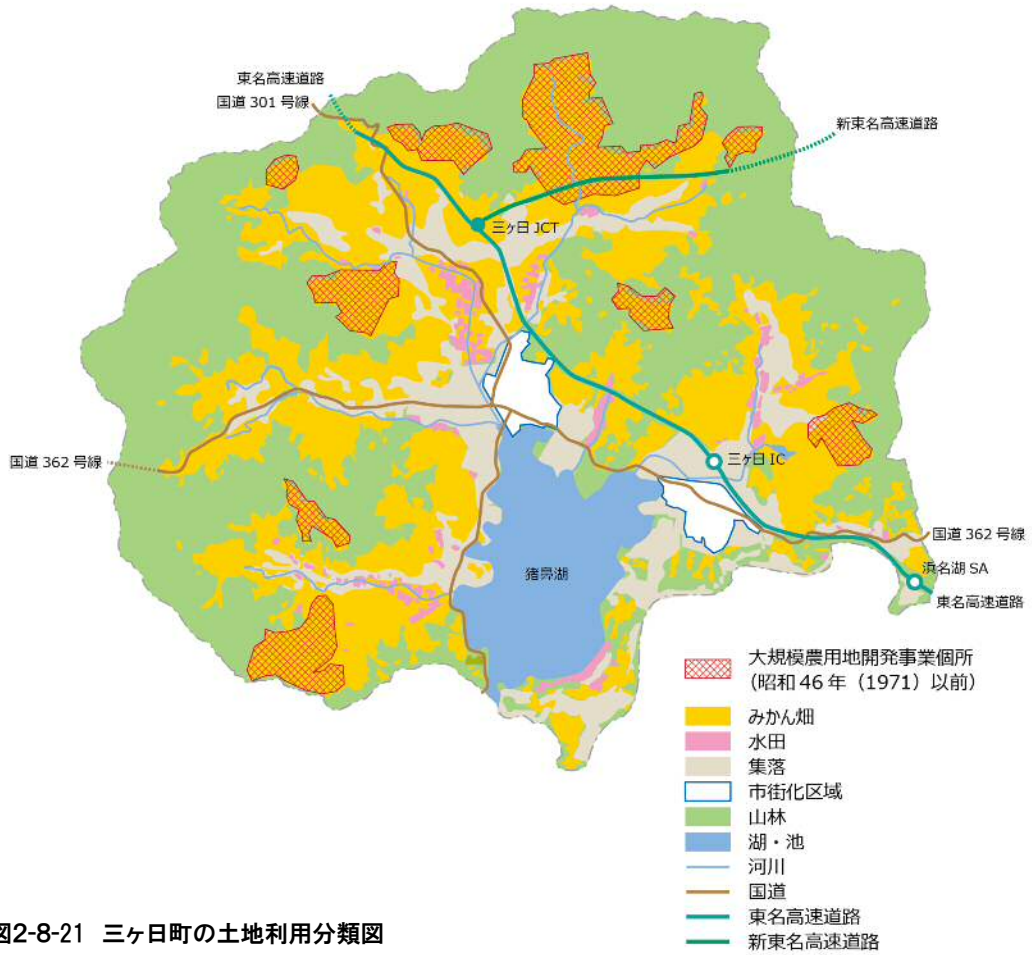 東名高速道路
国道 301 号線
新東名高速道路
三ヶ日 JCT
国道 362 号線
三ヶ日 IC
国道 362 号線
猪鼻湖
浜名湖 SA
東名高速道路
大規模農用地開発事業個所
（昭和 46 年（1971）以前）
みかん畑
水田
集落
市街化区域
山林
湖・池
河川
国道
東名高速道路
新東名高速道路
図2-8-21 三ヶ日町の土地利用分類図